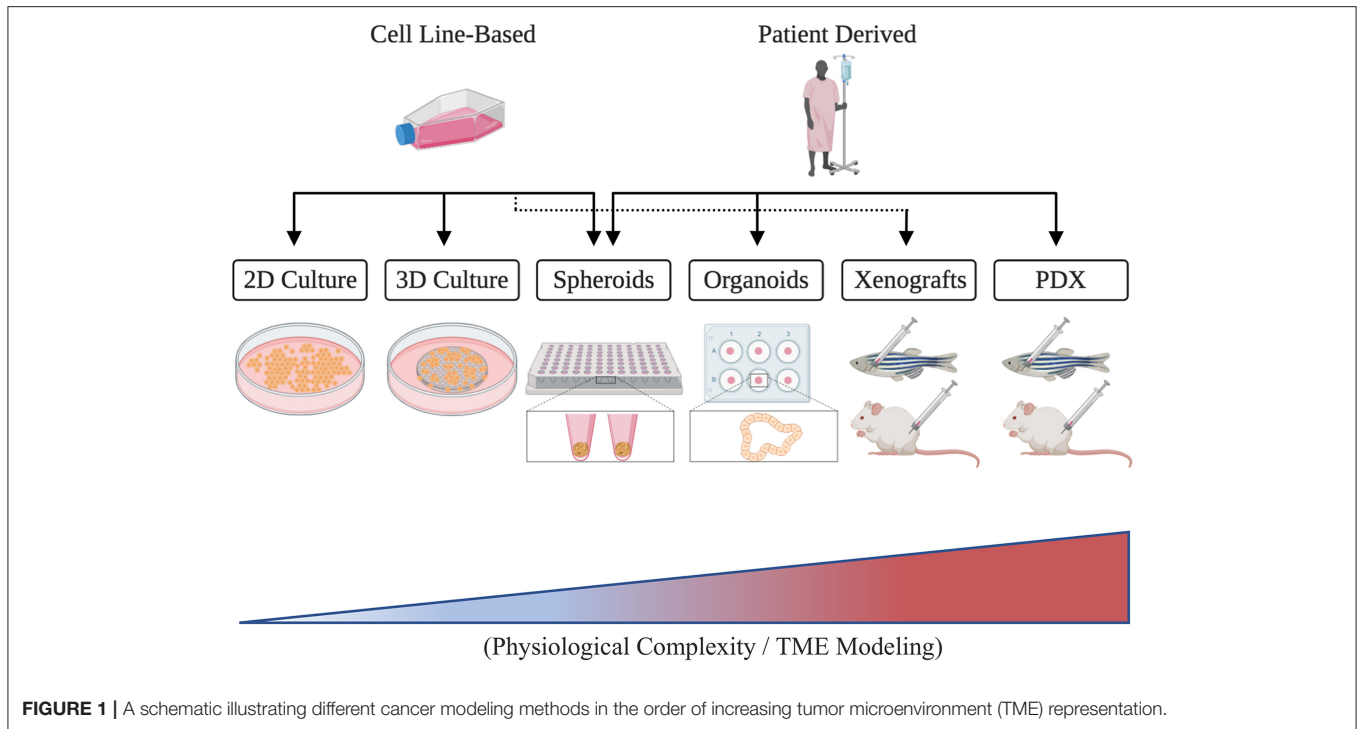 Cell Line-Based
Patient Derived
2D Culture
3D Culture
Spheroids
Organoids
Xenografts
PDX
1 2 3
A
B
(Physiological Complexity / TME Modeling)
FIGURE 1 | A schematic illustrating different cancer modeling methods in the order of increasing tumor microenvironment (TME) representation.